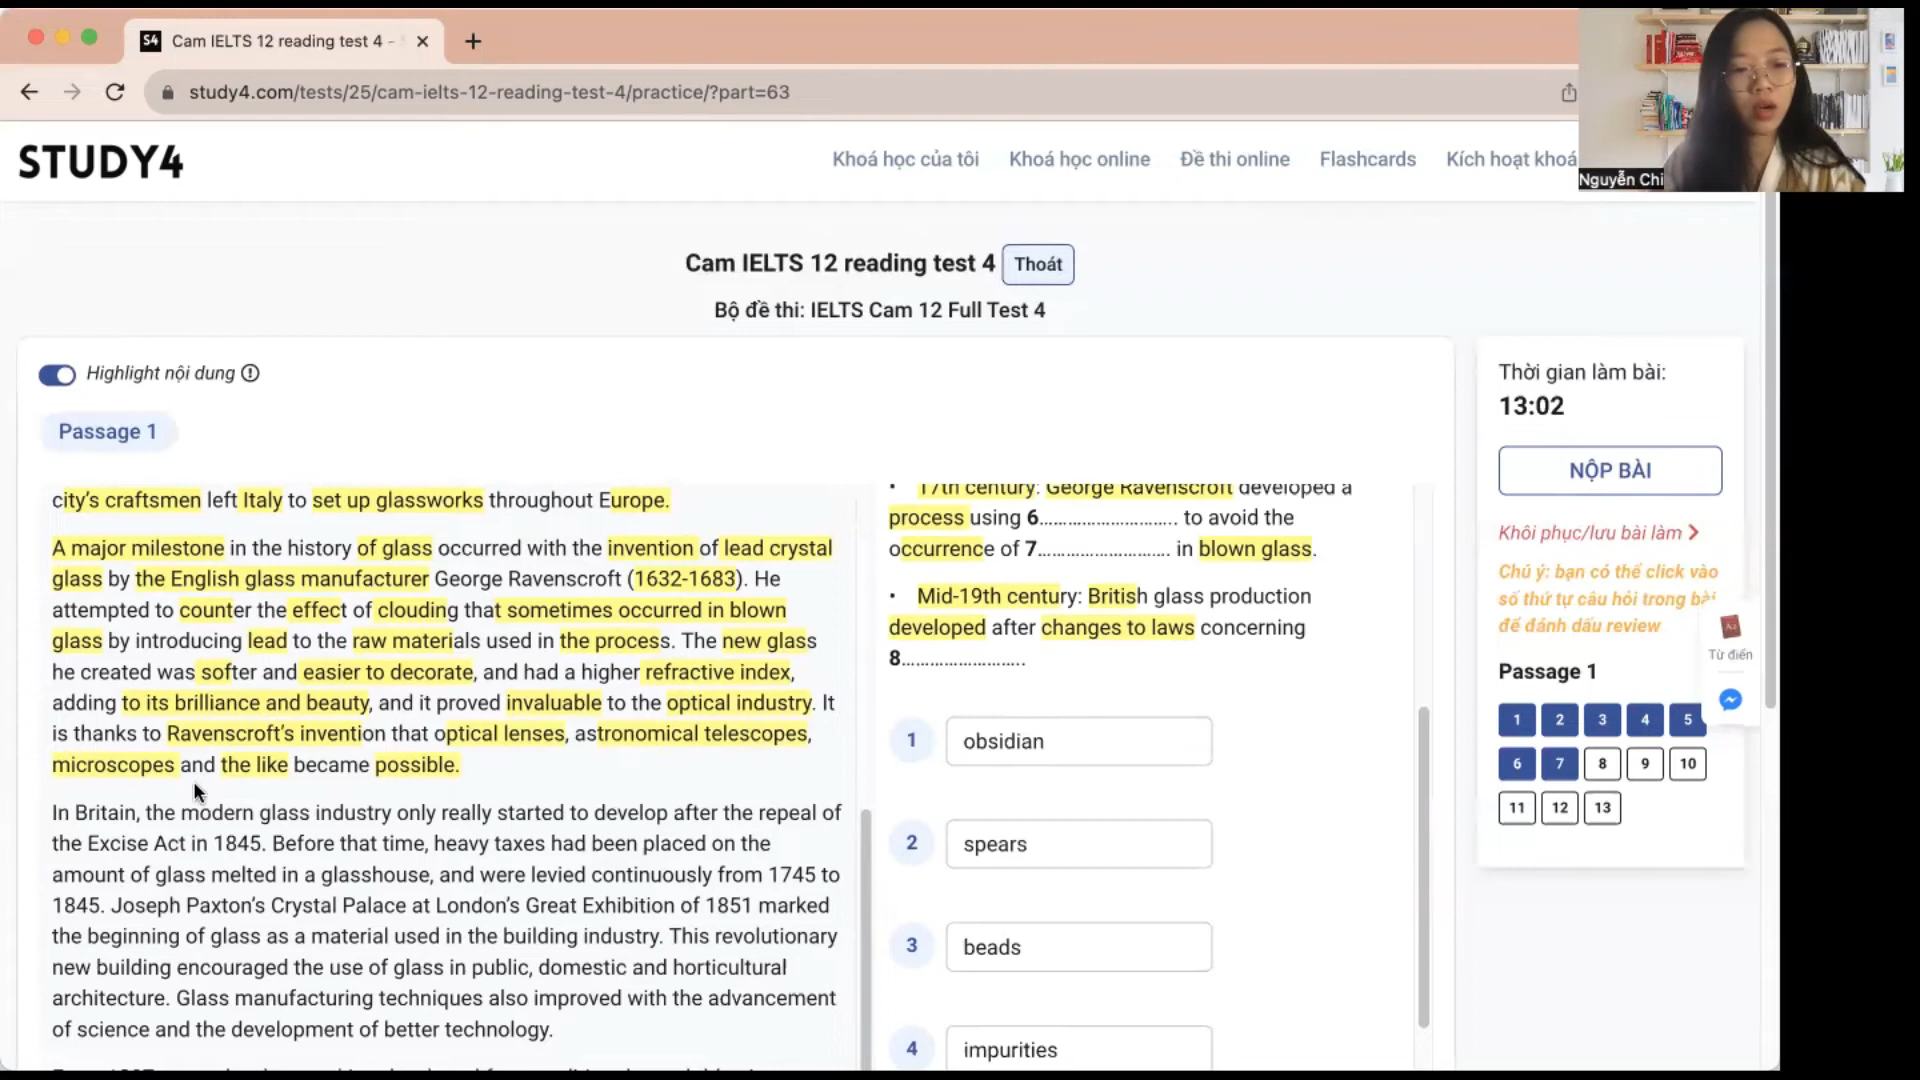 S4 Cam IELTS 12 reading test 4 -
study4.com/tests/25/cam-ielts-12-reading-test-4/practice/?part=63
STUDY4
Khoá học của tôi
Khoá học online
Đề thi online
Flashcards
Kích hoạt khoá
Nguyễn Chi
Cam IELTS 12 reading test 4
Thoát
Bộ đề thi: IELTS Cam 12 Full Test 4
Highlight nội dung
Passage 1
city's craftsmen left Italy to set up glassworks throughout Europe.
A major milestone in the history of glass occurred with the invention of lead crystal
glass by the English glass manufacturer George Ravenscroft (1632-1683). He
attempted to counter the effect of clouding that sometimes occurred in blown
glass by introducing lead to the raw materials used in the process. The new glass
he created was softer and easier to decorate, and had a higher refractive index,
adding to its brilliance and beauty, and it proved invaluable to the optical industry. It
is thanks to Ravenscroft's invention that optical lenses, astronomical telescopes,
microscopes and the like became possible.
In Britain, the modern glass industry only really started to develop after the repeal of
the Excise Act in 1845. Before that time, heavy taxes had been placed on the
amount of glass melted in a glasshouse, and were levied continuously from 1745 to
1845. Joseph Paxton's Crystal Palace at London's Great Exhibition of 1851 marked
the beginning of glass as a material used in the building industry. This revolutionary
new building encouraged the use of glass in public, domestic and horticultural
architecture. Glass manufacturing techniques also improved with the advancement
of science and the development of better technology.
• 17th century: George Ravenscroft developed a
process using 6........................... to avoid the
occurrence of 7.......................... in blown glass.
• Mid-19th century: British glass production
developed after changes to laws concerning
8........................
1 obsidian
2 spears
3 beads
4 impurities
Thời gian làm bài:
13:02
NỘP BÀI
Khôi phục/lưu bài làm
Chú ý: bạn có thể click vào
số thứ tự câu hỏi trong bài
để đánh dấu review
Từ điển
Passage 1
1 2 3 4 5
6 7 8 9 10
11 12 13